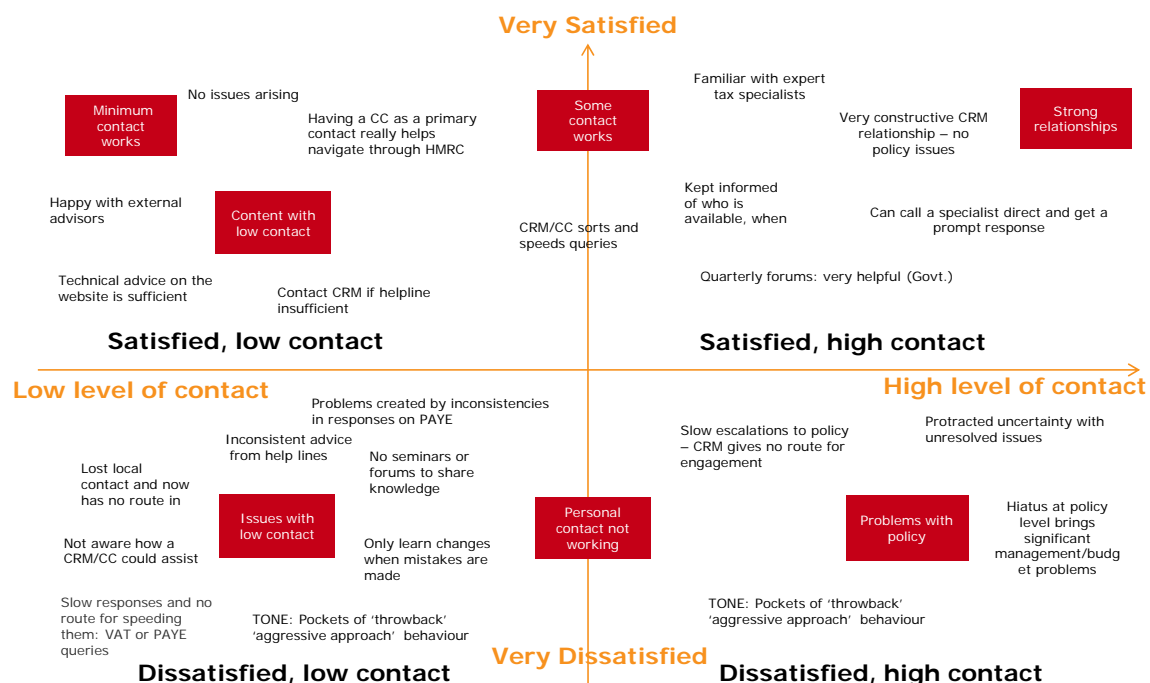 Very Satisfied
Minimum
contact
works
No issues arising
Having a CC as a primary
contact really helps
navigate through HMRC
Happy with external
advisors
Content with
low contact
Technical advice on the
website is sufficient
Contact CRM if helpline
insufficient
Satisfied, low contact
Some
contact
works
CRM/CC sorts and
speeds queries
Familiar with expert
tax specialists
Very constructive CRM
relationship – no
policy issues
Strong
relationships
Kept informed
of who is
available, when
Can call a specialist direct and get a
prompt response
Quarterly forums: very helpful (Govt.)
Satisfied, high contact
Low level of contact
High level of contact
Problems created by inconsistencies
in responses on PAYE
Inconsistent advice
from help lines
No seminars or
forums to share
knowledge
Lost local
contact and now
has no route in
Issues with
low contact
Not aware how a
CRM/CC could assist
Only learn changes
when mistakes are
made
Slow responses and no
route for speeding
them: VAT or PAYE
queries
TONE: Pockets of ‘throwback’
‘aggressive approach’ behaviour
Dissatisfied, low contact
Personal
contact not
working
Very Dissatisfied
Slow escalations to policy
– CRM gives no route for
engagement
Protracted uncertainty with
unresolved issues
Problems with
policy
Hiatus at policy
level brings
significant
management/budg
et problems
TONE: Pockets of ‘throwback’
‘aggressive approach’ behaviour
Dissatisfied, high contact